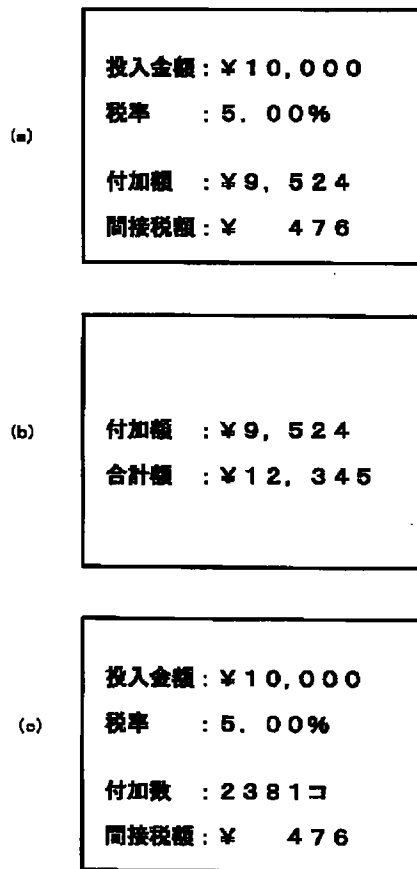 (a)
投入金額:¥10,000
税率 :5.00%
付加額 :¥9,524
間接税額:¥ 476
(b)
付加額 :¥9,524
合計額 :¥12,345
(c)
投入金額:¥10,000
税率 :5.00%
付加数 :2381コ
間接税額:¥ 476